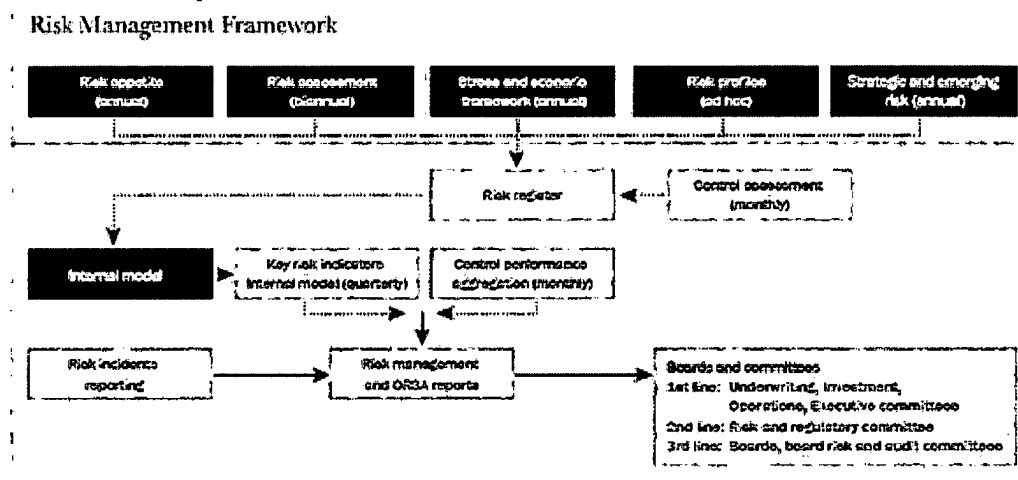 Risk Management Framework
Risk appetite
(annual)
Risk assessment
(biannual)
Stress and scenario
framework (annual)
Risk profiles
(ad hoc)
Strategic and emerging
risk (annual)
Risk register
Control assessment
(monthly)
Internal model
Key risk indicators
Internal model (quarterly)
Control performance
aggregation (monthly)
Risk incidents
reporting
Risk management
and ORSA reports
Boards and committees
1st line: Underwriting, Investment,
Operations, Executive committees
2nd line: Risk and regulatory committee
3rd line: Boards, board risk and audit committees